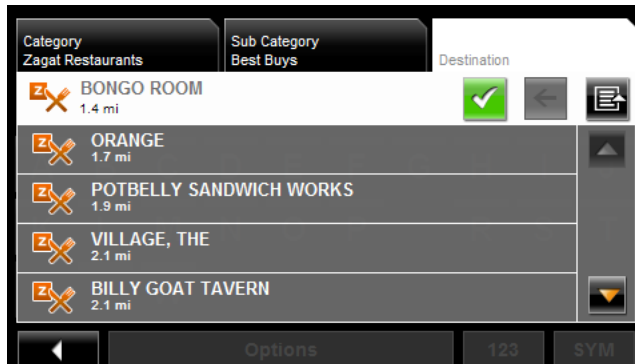 Category
Zagat Restaurants
Sub Category
Best Buys
Destination
Z BONGO ROOM
1.4 mi
Z ORANGE
1.7 mi
Z POTBELLY SANDWICH WORKS
1.9 mi
Z VILLAGE, THE
2.1 mi
Z BILLY GOAT TAVERN
2.1 mi
Options
123
SYM